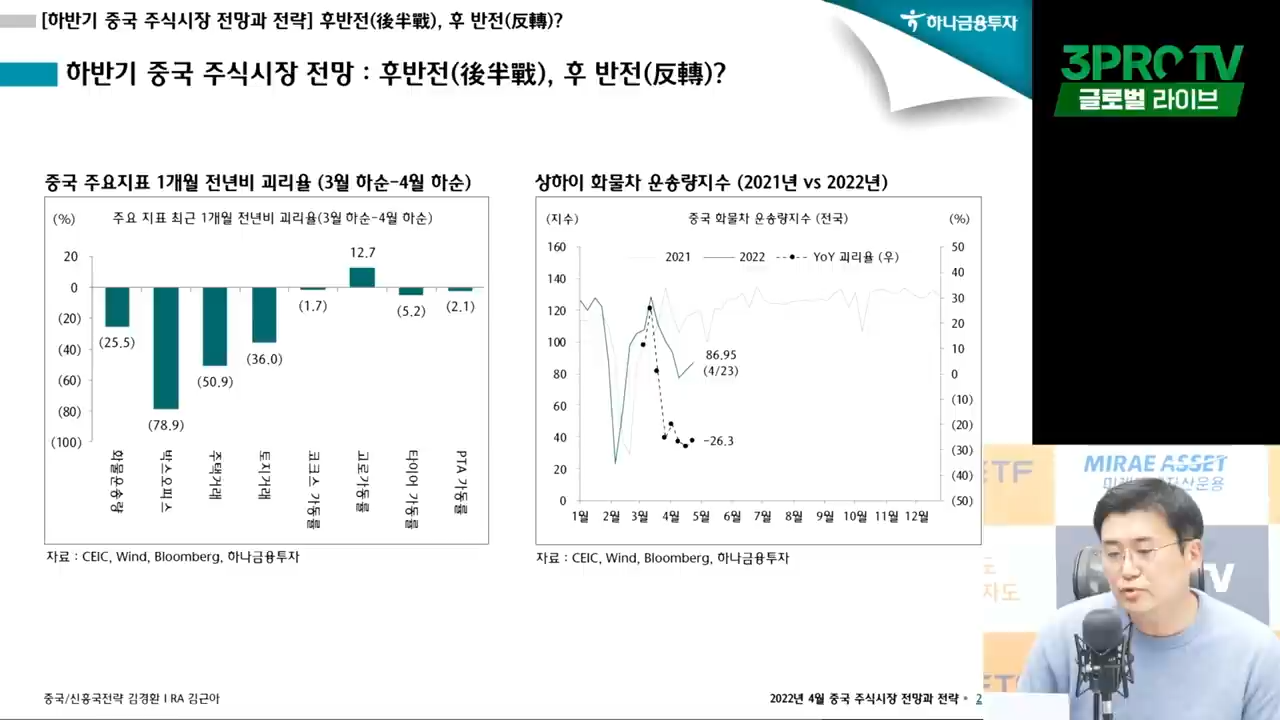 [하반기 중국 주식시장 전망과 전략] 후반전(後半戰), 후 반전(反轉)?
하나금융투자
하반기 중국 주식시장 전망 : 후반전(後半戰), 후 반전(反轉)?
3PRO TV
글로벌 라이브
중국 주요지표 1개월 전년비 괴리율 (3월 하순-4월 하순)
(%)
주요 지표 최근 1개월 전년비 괴리율(3월 하순-4월 하순)
20
0
(20)
(40)
(60)
(80)
(100)
(25.5)
(78.9)
(50.9)
(36.0)
(1.7)
12.7
(5.2)
(2.1)
화물운송량
박스오피스
주택거래
토지거래
코크스 가동률
고로가동률
타이어 가동률
PTA 가동률
자료 : CEIC, Wind, Bloomberg, 하나금융투자
상하이 화물차 운송량지수 (2021년 vs 2022년)
(지수)
중국 화물차 운송량지수 (전국)
(%)
2021
2022
YoY 괴리율 (우)
160
140
120
100
80
60
40
20
0
50
40
30
20
10
0
(10)
(20)
(30)
(40)
(50)
86.95
(4/23)
-26.3
1월 2월 3월 4월 5월 6월 7월 8월 9월 10월 11월 12월
자료 : CEIC, Wind, Bloomberg, 하나금융투자
ETF
MIRAE ASSET
자산운용
TV
중국/신흥국전략 김경환 I RA 김근아
2022년 4월 중국 주식시장 전망과 전략 • 2